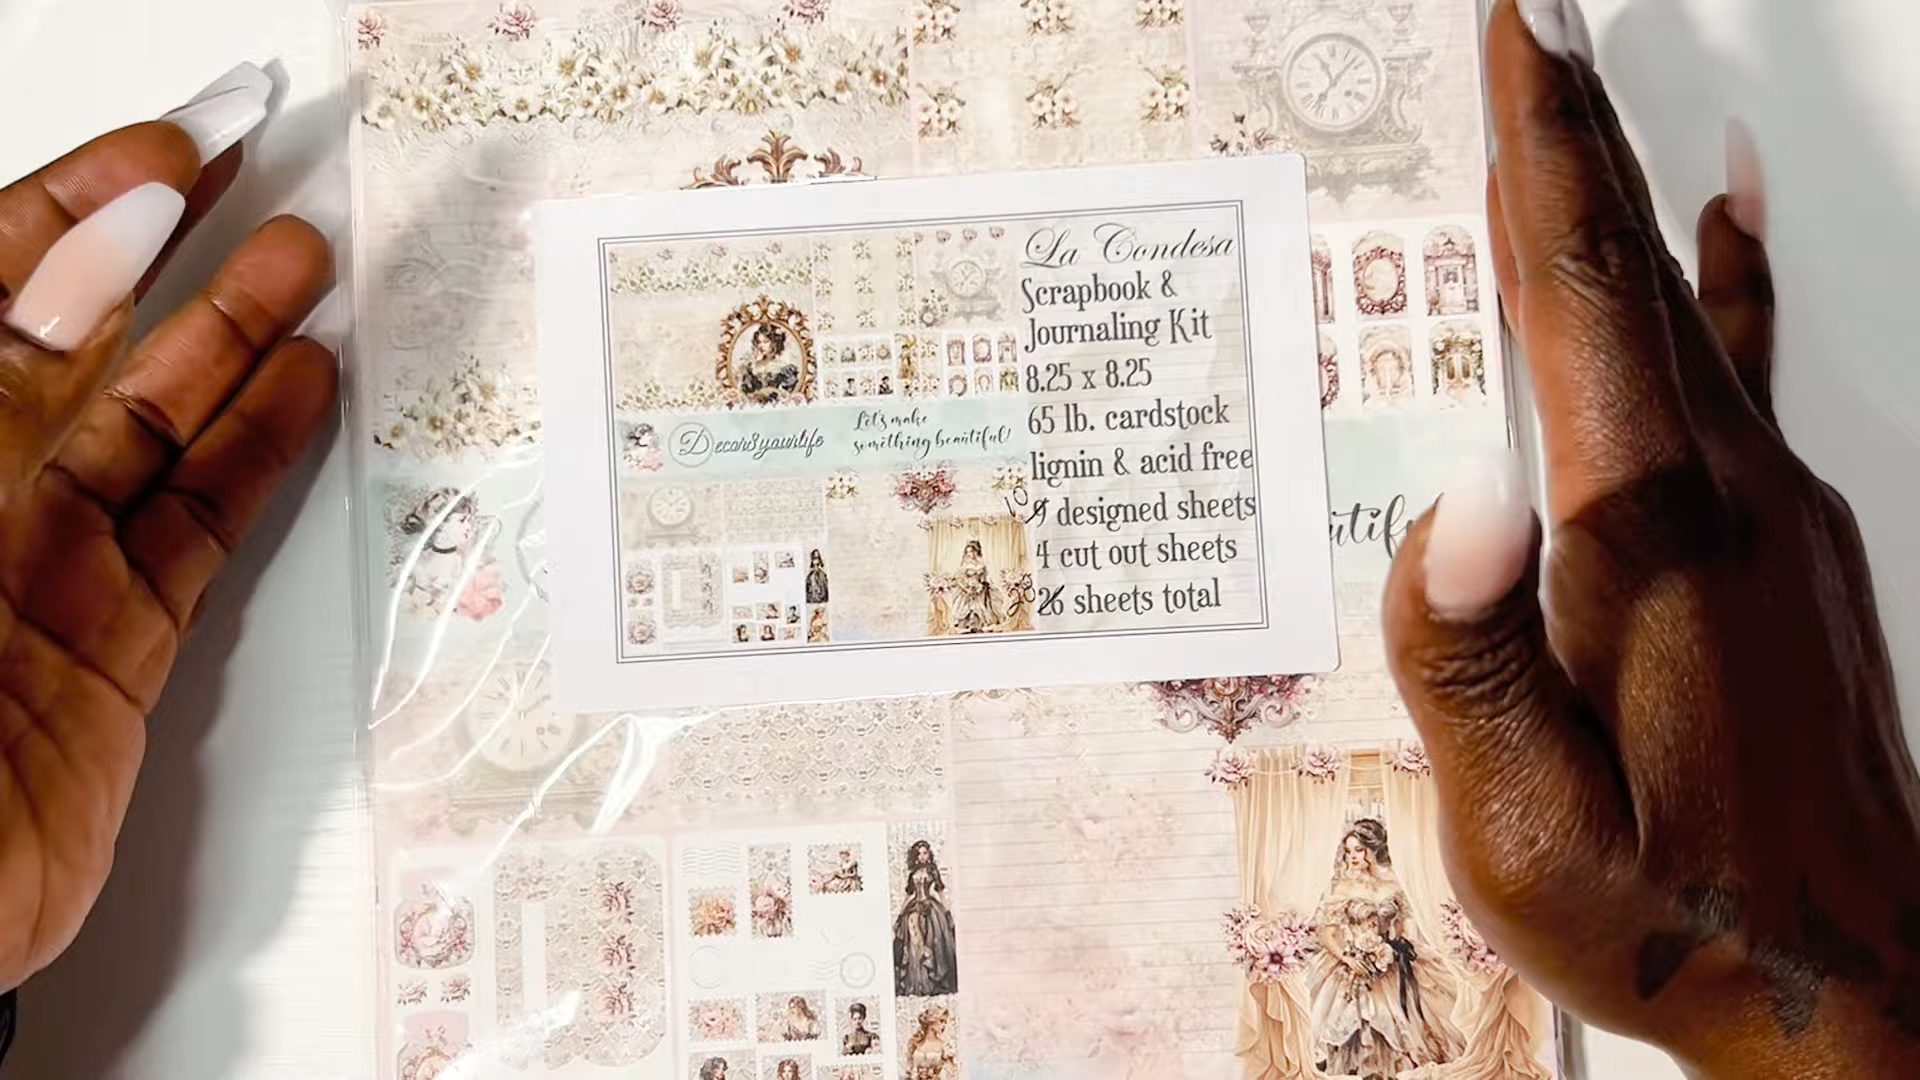 La Condesa
Scrapbook &
Journaling Kit
8.25 x 8.25
65 lb. cardstock
lignin & acid free
10 9 designed sheets
4 cut out sheets
28 26 sheets total
Decor8yourlife
Let's make
something beautiful!